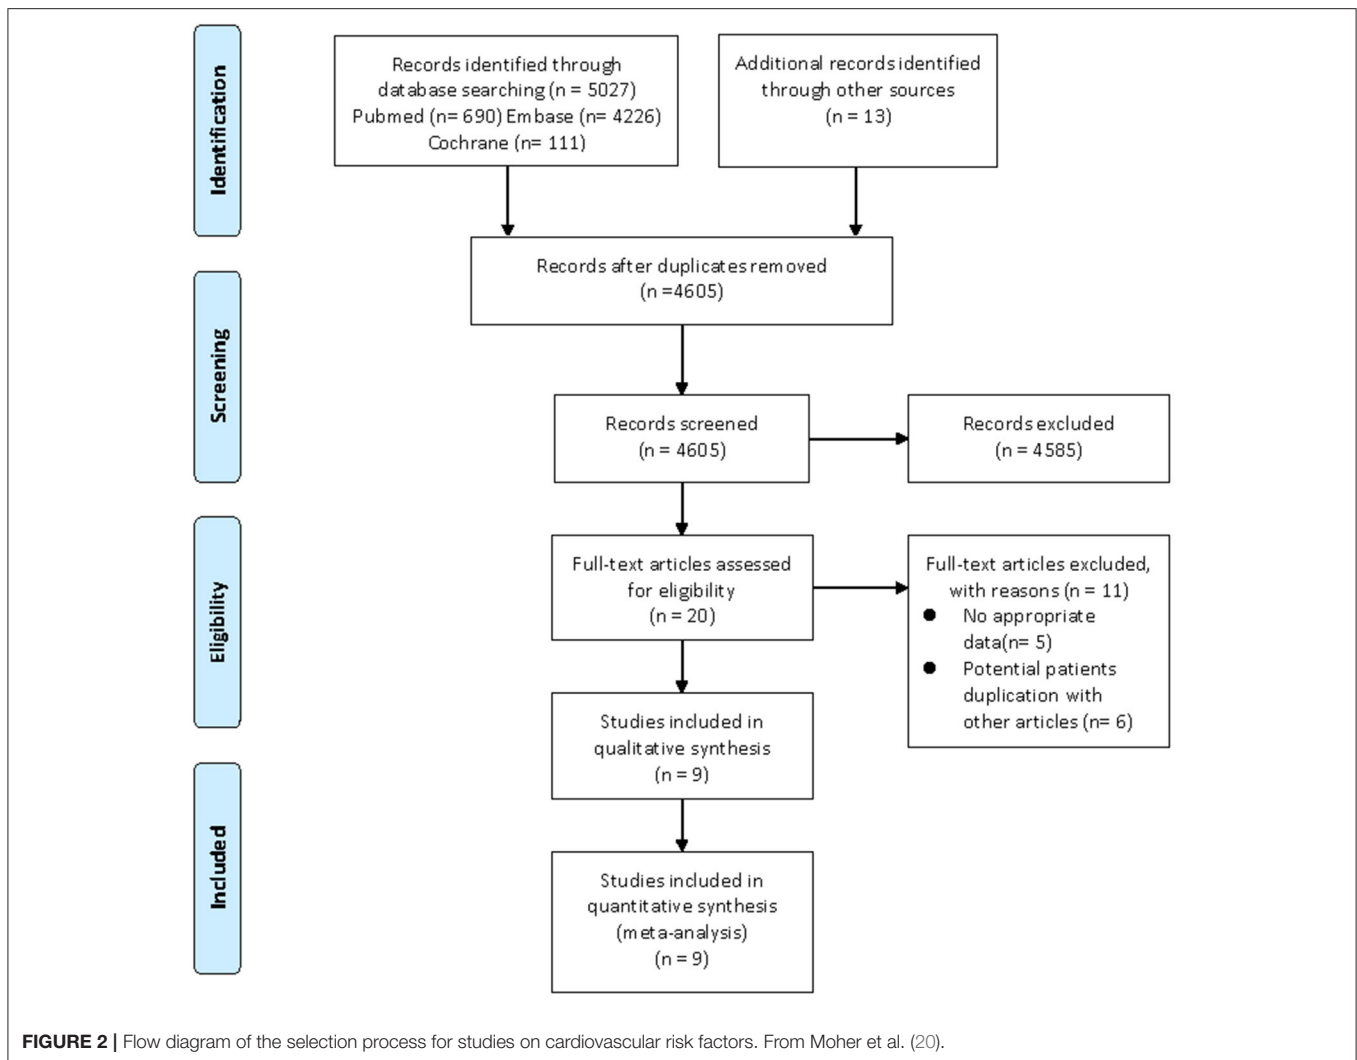 Identification
Records identified through
database searching (n = 5027)
Pubmed (n= 690) Embase (n= 4226)
Cochrane (n= 111)
Additional records identified
through other sources
(n = 13)
Records after duplicates removed
(n =4605)
Screening
Records screened
(n = 4605)
Records excluded
(n = 4585)
Eligibility
Full-text articles assessed
for eligibility
(n = 20)
Full-text articles excluded,
with reasons (n = 11)
● No appropriate
data(n= 5)
● Potential patients
duplication with
other articles (n= 6)
Studies included in
qualitative synthesis
(n = 9)
Included
Studies included in
quantitative synthesis
(meta-analysis)
(n = 9)
FIGURE 2 | Flow diagram of the selection process for studies on cardiovascular risk factors. From Moher et al. (20).